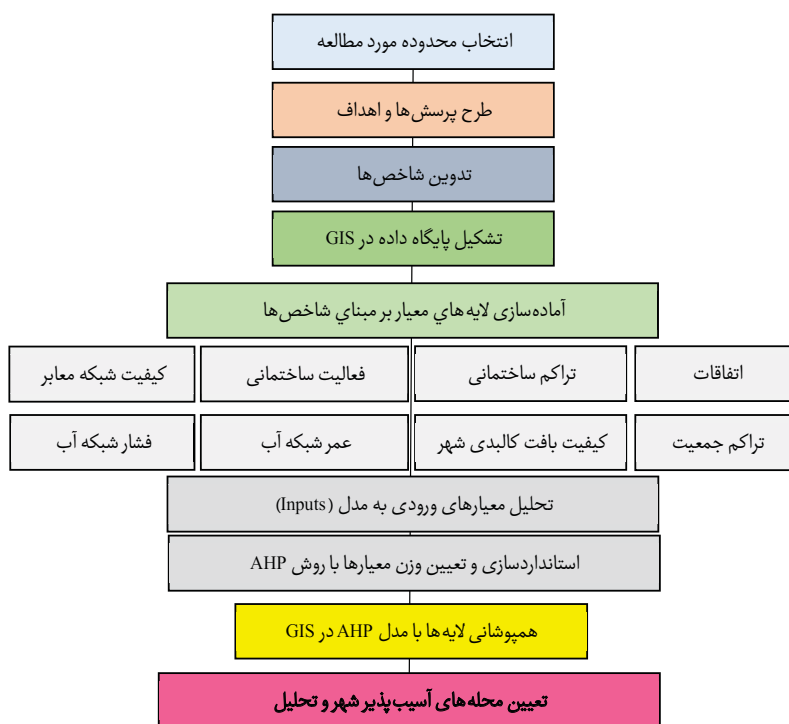 انتخاب محدوده مورد مطالعه
طرح پرسش‌ها و اهداف
تدوین شاخص‌ها
تشکیل پایگاه داده در GIS
آماده‌سازی لایه‌هاي معیار بر مبناي شاخص‌ها
اتفاقات
تراکم ساختمانی
فعالیت ساختمانی
کیفیت شبکه معابر
تراکم جمعیت
کیفیت بافت کالبدی شهر
عمر شبکه آب
فشار شبکه آب
تحلیل معیارهای ورودی به مدل (Inputs)
استانداردسازی و تعیین وزن معیارها با روش AHP
همپوشانی لایه‌ها با مدل AHP در GIS
تعیین محله‌های آسیب‌پذیر شهر و تحلیل